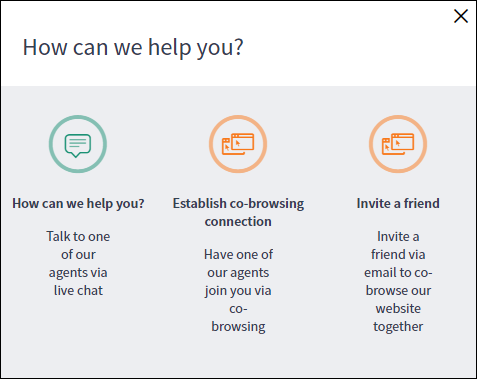 How can we help you?
How can we help you?
Talk to one
of our
agents via
live chat
Establish co-browsing
connection
Have one of
our agents
join you via
co-
browsing
Invite a friend
Invite a
friend via
email to co-
browse our
website
together